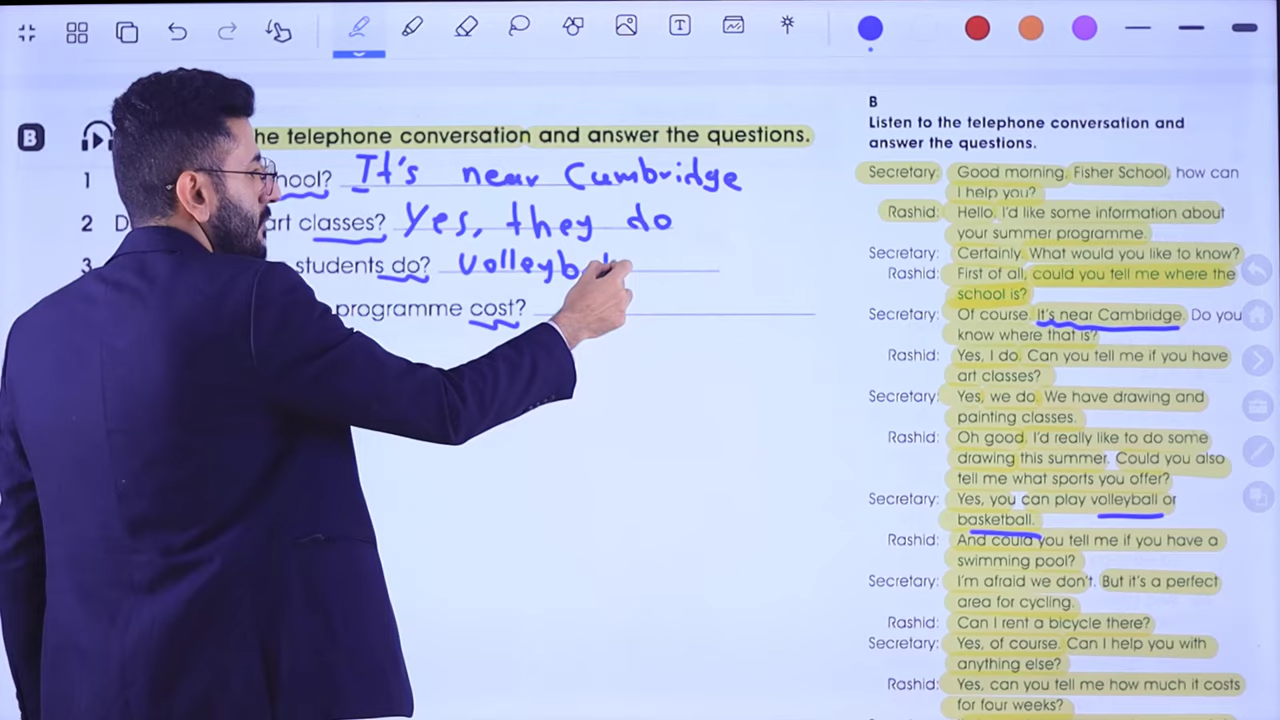 B
he telephone conversation and answer the questions.
1 hool? It's near Cumbridge
2 D art classes? Yes, they do
3 students do? volleyb
programme cost?
B
Listen to the telephone conversation and
answer the questions.
Secretary: Good morning, Fisher School, how can
I help you?
Rashid: Hello, I'd like some information about
your summer programme.
Secretary: Certainly. What would you like to know?
Rashid: First of all, could you tell me where the
school is?
Secretary: Of course. It's near Cambridge. Do you
know where that is?
Rashid: Yes, I do. Can you tell me if you have
art classes?
Secretary: Yes, we do. We have drawing and
painting classes.
Rashid: Oh good. I'd really like to do some
drawing this summer. Could you also
tell me what sports you offer?
Secretary: Yes, you can play volleyball or
basketball.
Rashid: And could you tell me if you have a
swimming pool?
Secretary: I'm afraid we don't. But it's a perfect
area for cycling.
Rashid: Can I rent a bicycle there?
Secretary: Yes, of course. Can I help you with
anything else?
Rashid: Yes, can you tell me how much it costs
for four weeks?